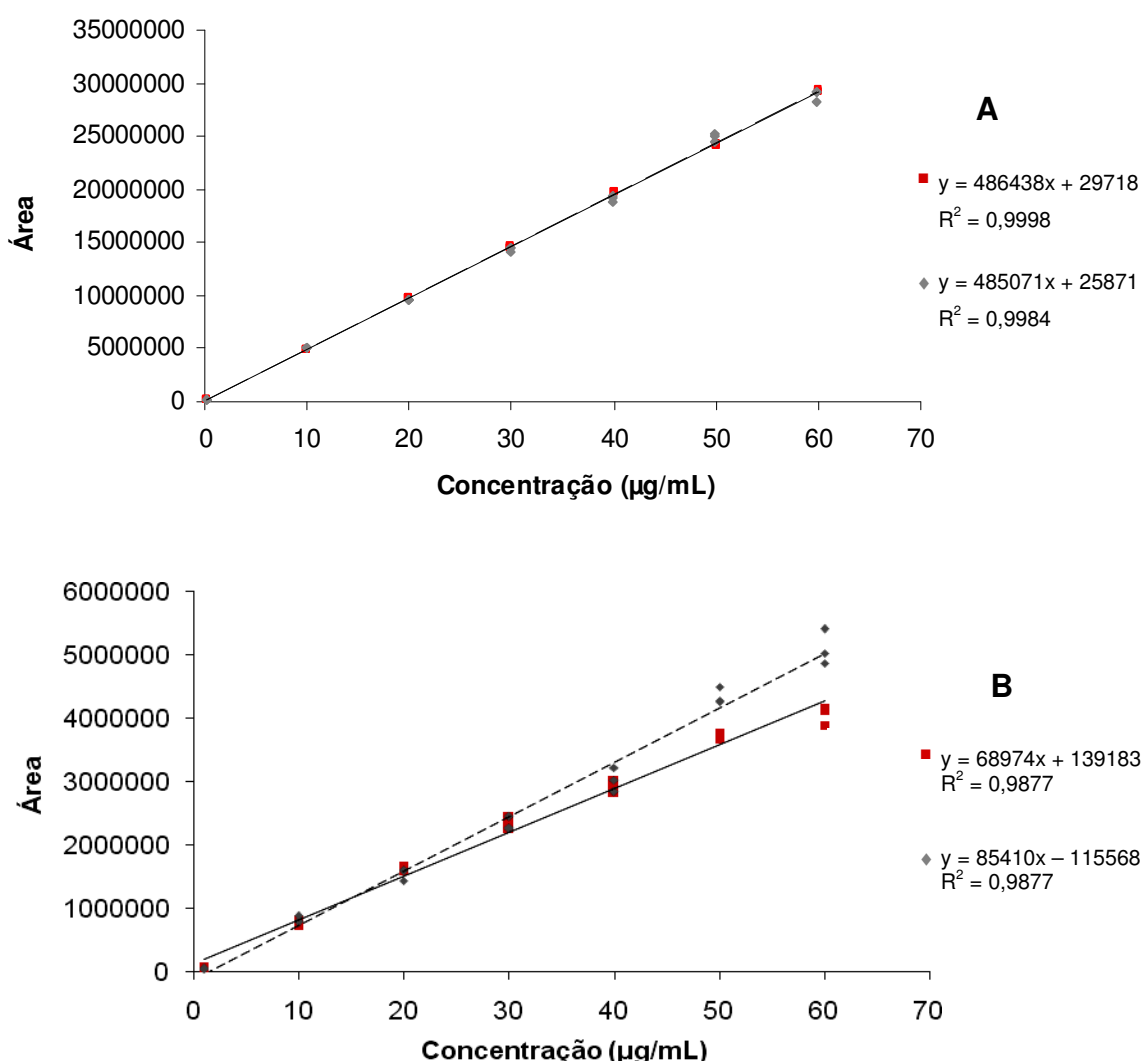 35000000
30000000
25000000
20000000
15000000
10000000
5000000
0
Área
0 10 20 30 40 50 60 70
Concentração (µg/mL)
A
y = 486438x + 29718
R² = 0,9998
y = 485071x + 25871
R² = 0,9984
6000000
5000000
4000000
3000000
2000000
1000000
0
Área
0 10 20 30 40 50 60 70
Concentração (µg/mL)
B
y = 68974x + 139183
R² = 0,9877
y = 85410x – 115568
R² = 0,9877